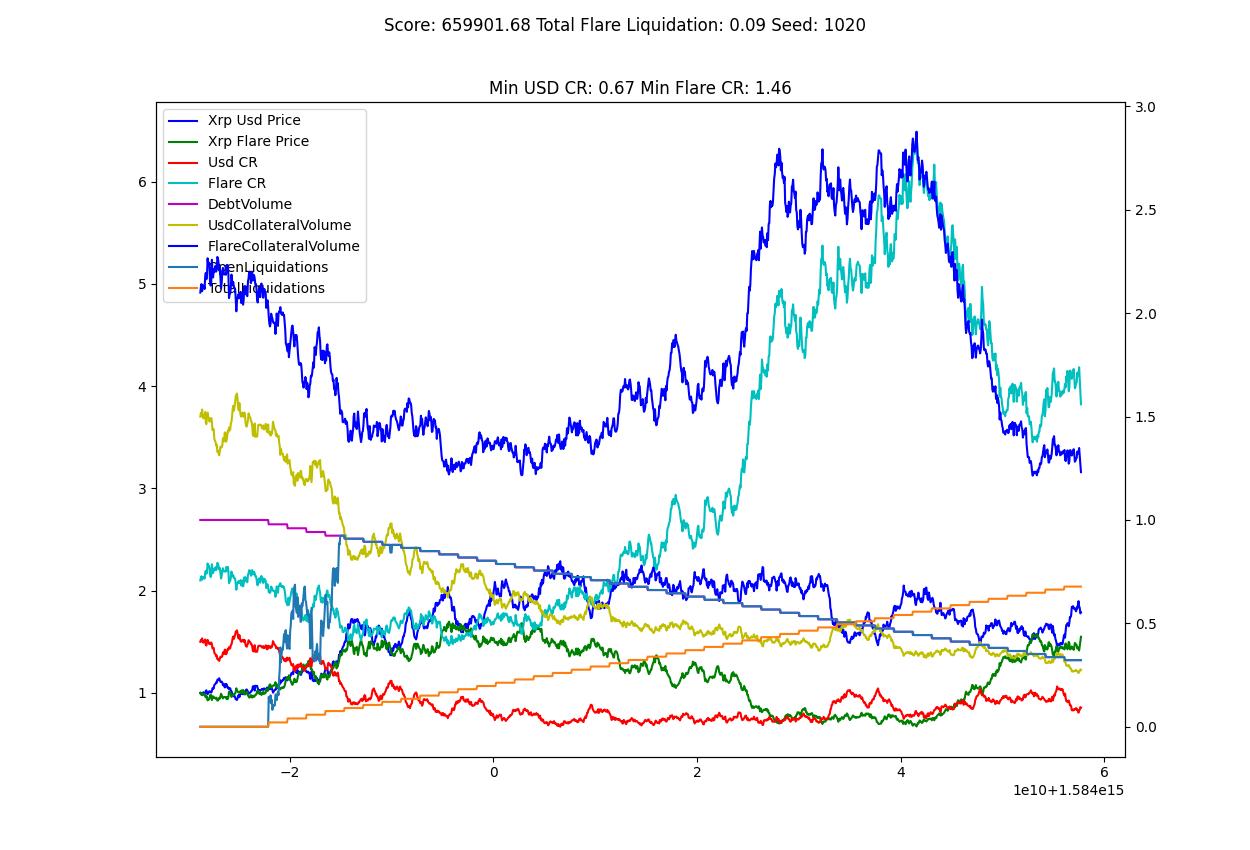 Score: 659901.68 Total Flare Liquidation: 0.09 Seed: 1020
Min USD CR: 0.67 Min Flare CR: 1.46
Xrp Usd Price
Xrp Flare Price
Usd CR
Flare CR
DebtVolume
UsdCollateralVolume
FlareCollateralVolume
OpenLiquidations
TotalLiquidations
6
5
4
3
2
1
3.0
2.5
2.0
1.5
1.0
0.5
0.0
−2
0
2
4
6
1e10+1.584e15